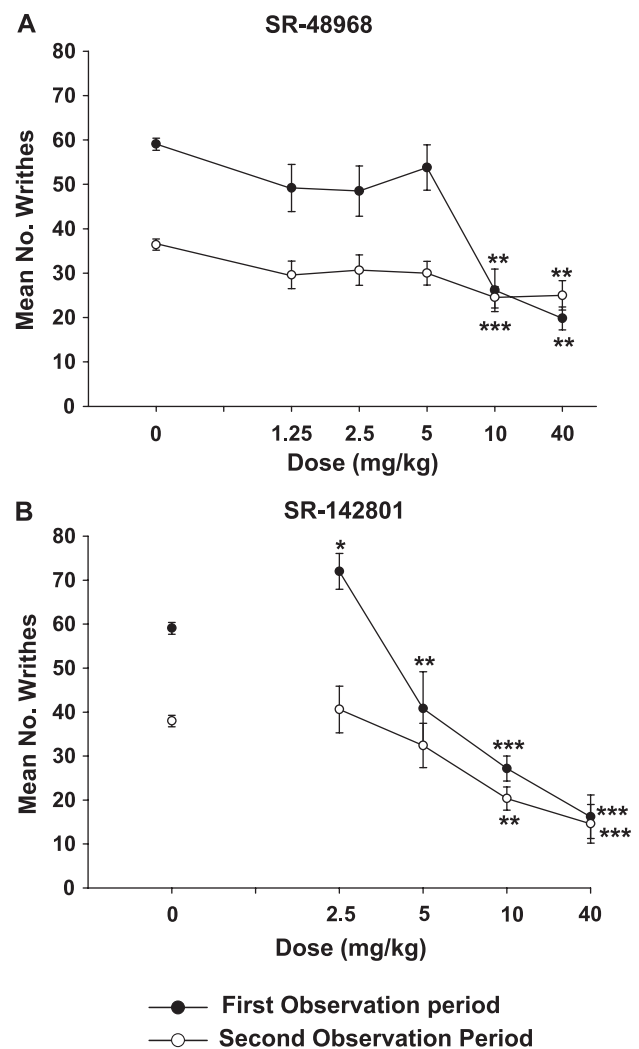 A
SR-48968
80
70
60
50
40
30
20
10
0
Mean No. Writhes
**
***
**
**
0 1.25 2.5 5 10 40
Dose (mg/kg)
B
SR-142801
80
70
60
50
40
30
20
10
0
Mean No. Writhes
*
**
***
**
***
***
0 2.5 5 10 40
Dose (mg/kg)
First Observation period
Second Observation Period